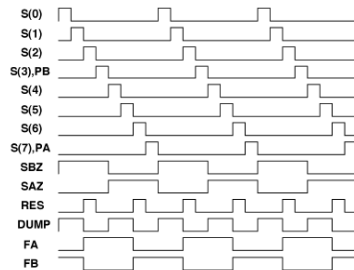 S(0)
S(1)
S(2)
S(3),PB
S(4)
S(5)
S(6)
S(7),PA
SBZ
SAZ
RES
DUMP
FA
FB